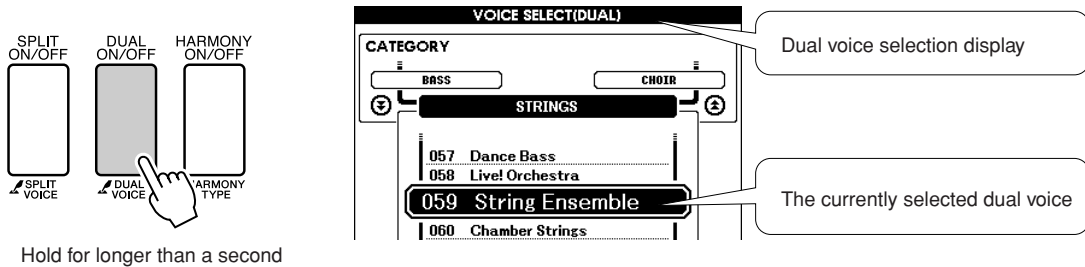 SPLIT
ON/OFF
DUAL
ON/OFF
HARMONY
ON/OFF
SPLIT
VOICE
DUAL
VOICE
ARMONY
TYPE
Hold for longer than a second
VOICE SELECT(DUAL)
CATEGORY
BASS
CHOIR
STRINGS
057 Dance Bass
058 Live! Orchestra
059 String Ensemble
060 Chamber Strings
Dual voice selection display
The currently selected dual voice